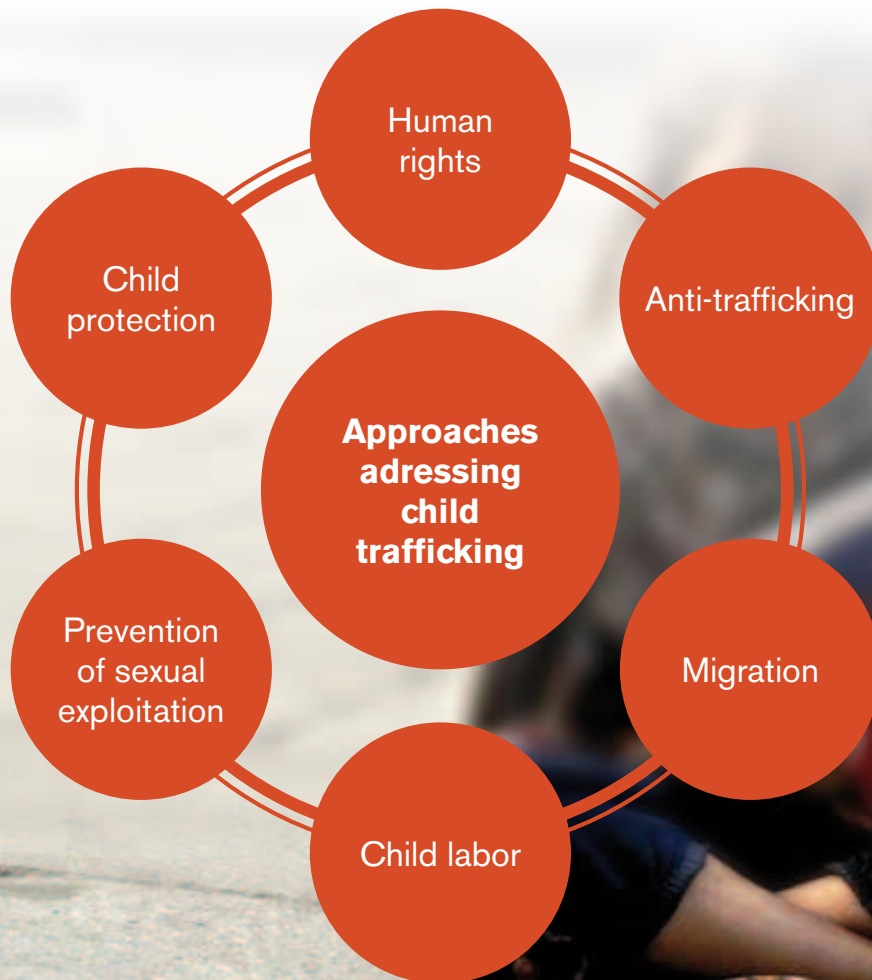 Human
rights
Anti-trafficking
Migration
Child labor
Prevention
of sexual
exploitation
Child
protection
Approaches
adressing
child
trafficking